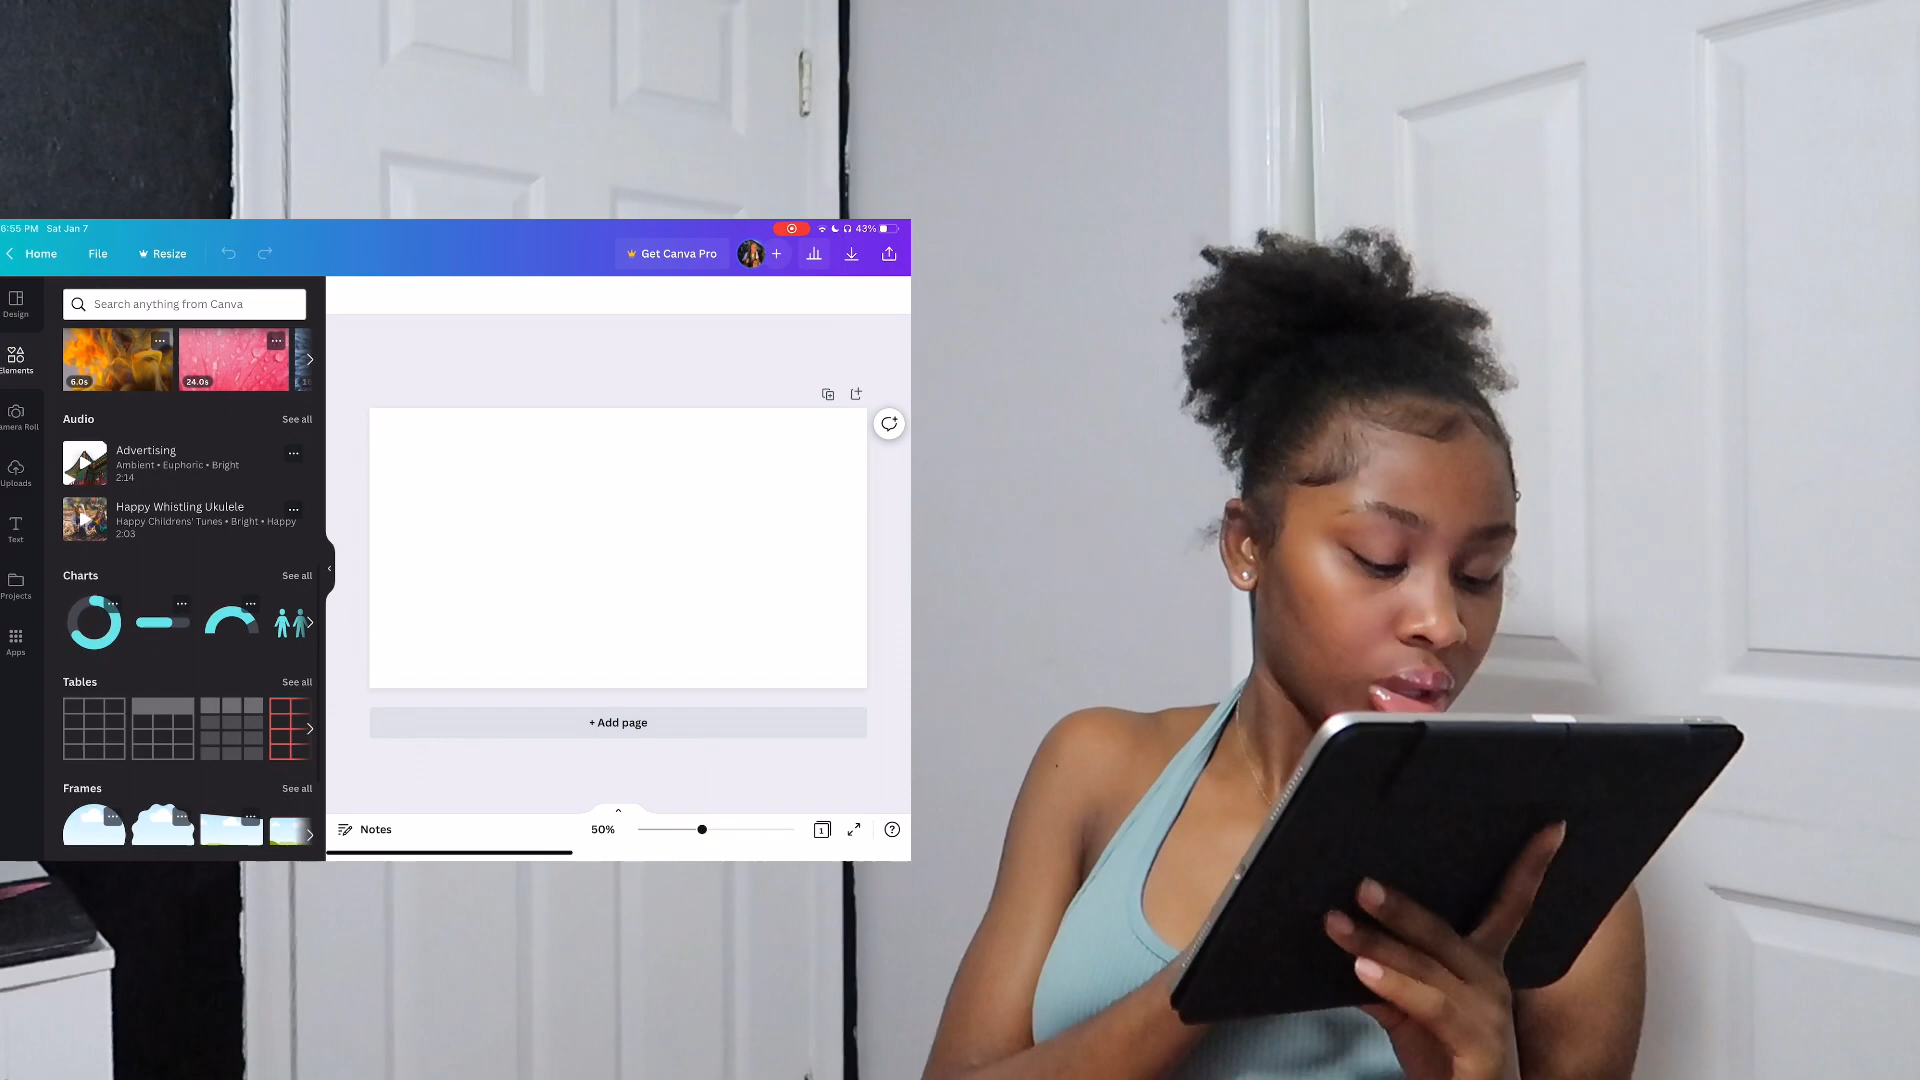 6:55 PM Sat Jan 7
43%
Home File Resize
Get Canva Pro
Design
Elements
amera Roll
Uploads
Text
Projects
Apps
Search anything from Canva
6.0s
24.0s
Audio See all
Advertising
Ambient • Euphoric • Bright
2:14
Happy Whistling Ukulele
Happy Childrens' Tunes • Bright • Happy
2:03
Charts See all
Tables See all
Frames See all
+ Add page
Notes
50%
1